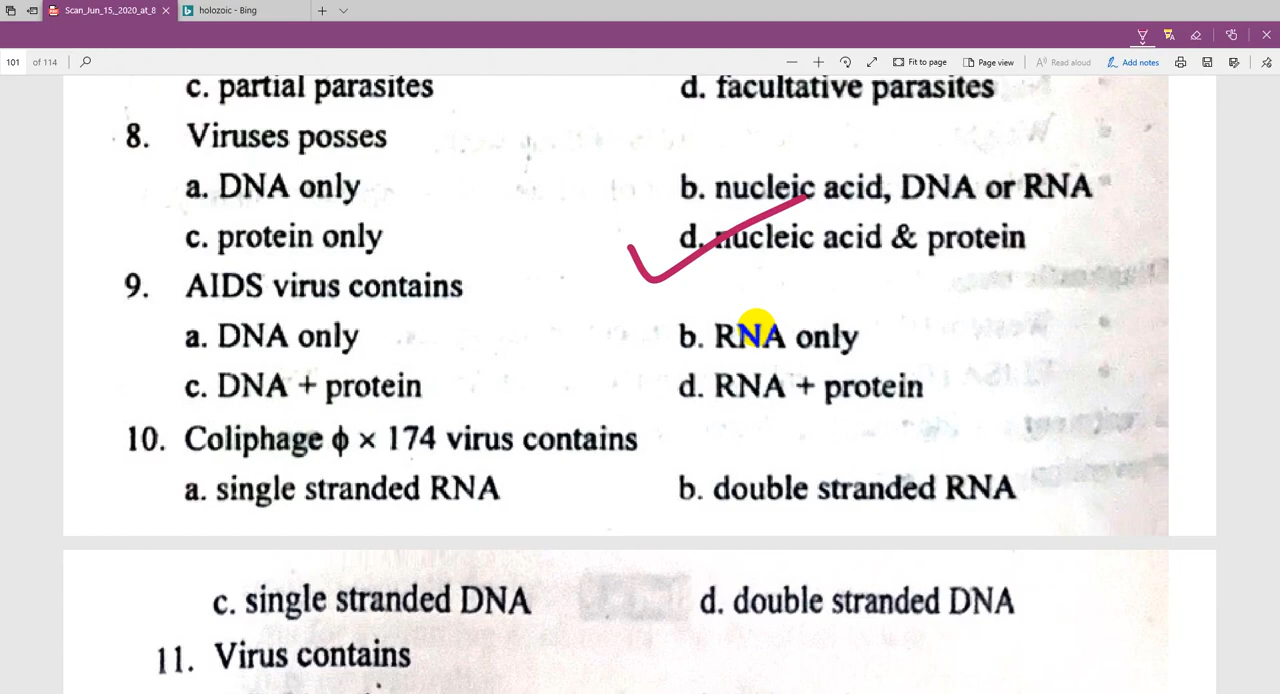 Scan_Jun_15,_2020_at_8
holozoic - Bing
101 of 114
Fit to page
Page view
Read aloud
Add notes
c. partial parasites d. facultative parasites
8. Viruses posses
a. DNA only b. nucleic acid, DNA or RNA
c. protein only d. nucleic acid & protein
9. AIDS virus contains
a. DNA only b. RNA only
c. DNA + protein d. RNA + protein
10. Coliphage ϕ × 174 virus contains
a. single stranded RNA b. double stranded RNA
c. single stranded DNA d. double stranded DNA
11. Virus contains